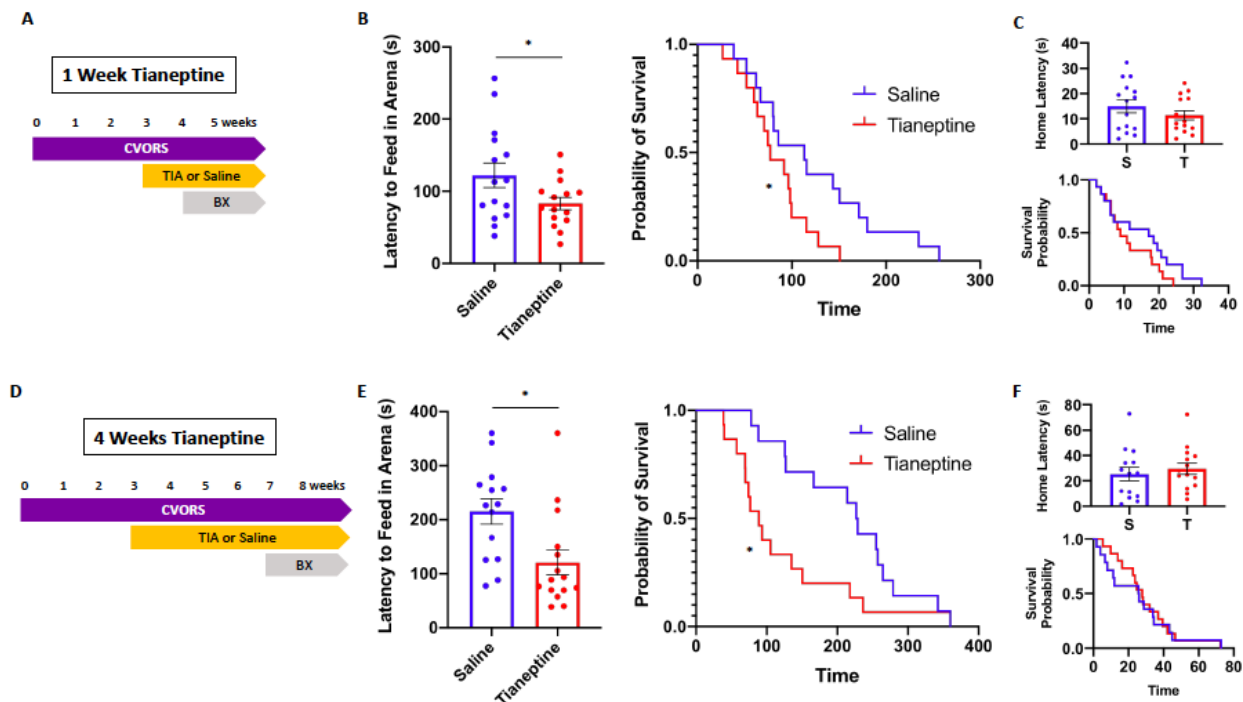 A
1 Week Tianeptine
0 1 2 3 4 5 weeks
CVORS
TIA or Saline
BX
B
Latency to Feed in Arena (s)
300
200
100
0
*
Saline
Tianeptine
Probability of Survival
1.0
0.5
0.0
Saline
Tianeptine
*
0 100 200 300
Time
C
Home Latency (s)
40
30
20
10
0
S T
Survival
Probability
1.0
0.5
0.0
0 10 20 30 40
Time
D
4 Weeks Tianeptine
0 1 2 3 4 5 6 7 8 weeks
CVORS
TIA or Saline
BX
E
Latency to Feed in Arena (s)
400
300
200
100
0
*
Saline
Tianeptine
Probability of Survival
1.0
0.5
0.0
Saline
Tianeptine
*
0 100 200 300 400
Time
F
Home Latency (s)
80
60
40
20
0
S T
Survival
Probability
1.0
0.5
0.0
0 20 40 60 80
Time